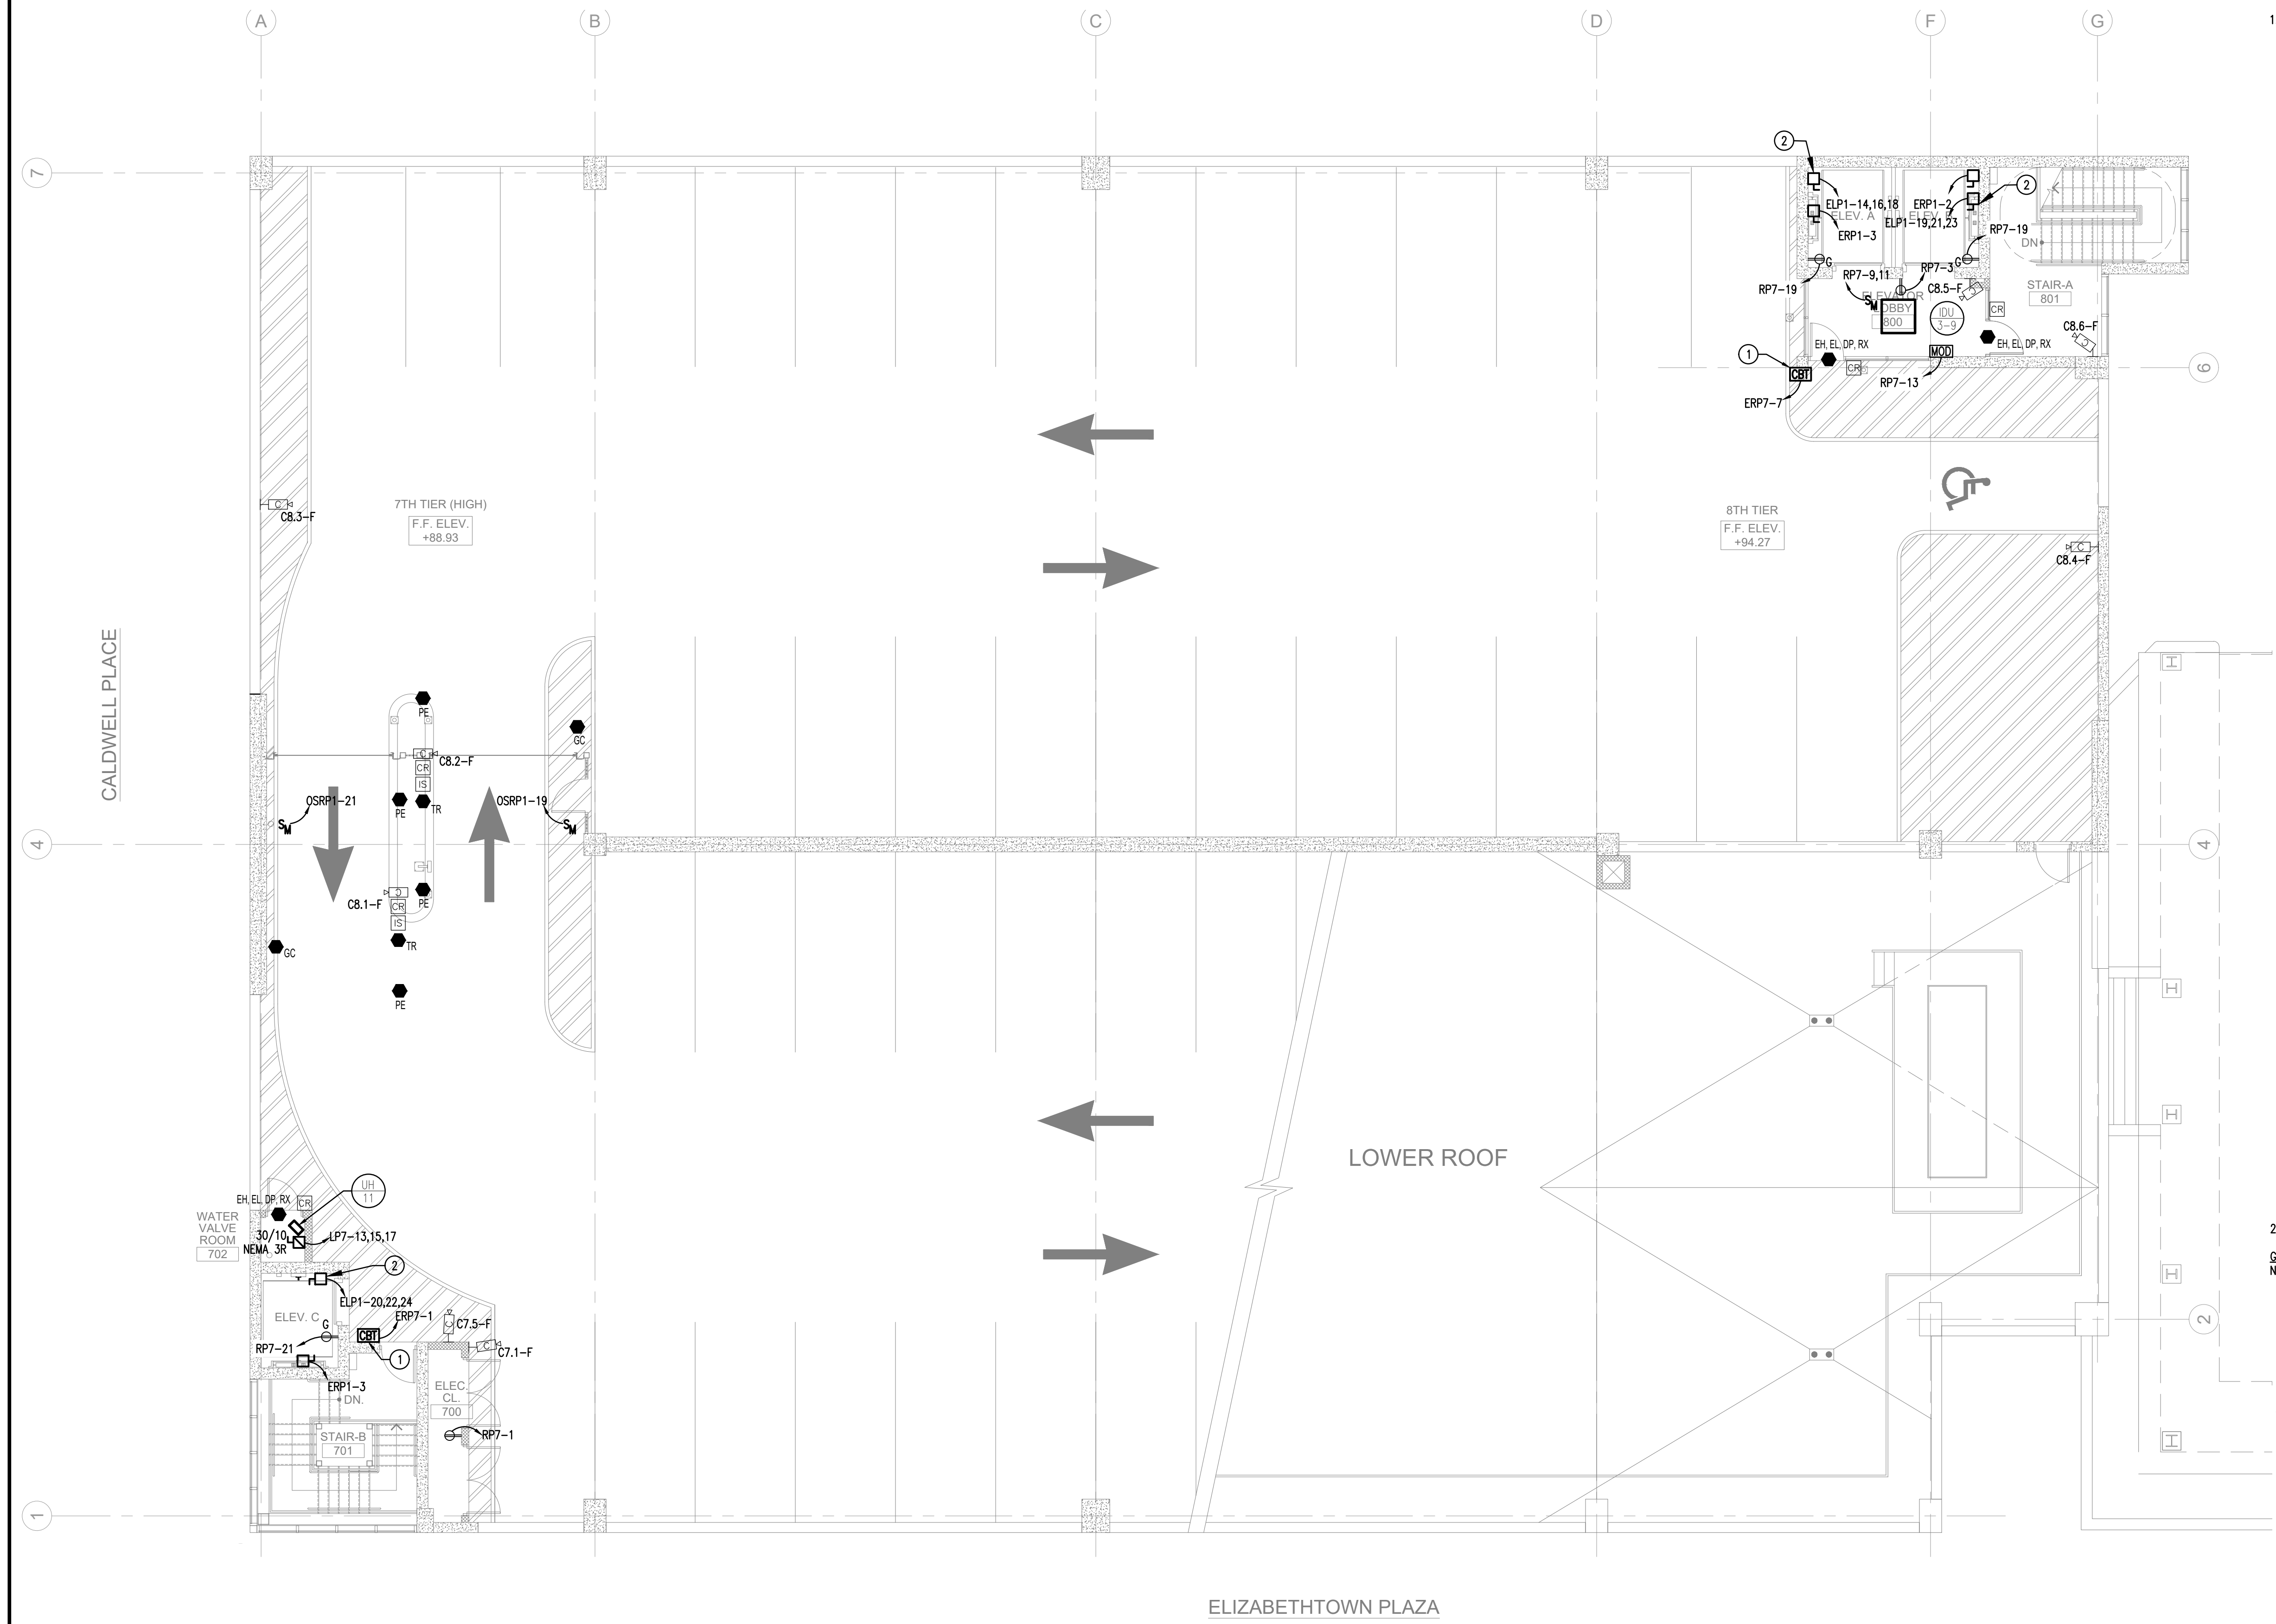 A
B
C
D
F
G
1
7
2
ELP1-14,16,18
ERP1-2
2
ELEV. A
ELEV. B
ELP1-19,21,23
ERP1-3
RP7-19
DN
G
G
RP7-9,11
RP7-3
RP7-19
C8.5-F
STAIR-A
801
SM
ELEVATOR
LOBBY
800
IDU
3-9
CR
C
C8.6-F
C
EH, EL, DP, RX
EH, EL, DP, RX
1
MOD
CBT
CR
RP7-13
6
ERP7-7
7TH TIER (HIGH)
F.F. ELEV.
+88.93
C
C8.3-F
8TH TIER
F.F. ELEV.
+94.27
C
C8.4-F
CALDWELL PLACE
PE
GC
C
C8.2-F
CR
IS
OSRP1-21
OSRP1-19
PE
TR
SM
SM
4
4
C
C8.1-F
CR
PE
IS
TR
GC
PE
H
H
H
H
H
LOWER ROOF
UH
11
EH, EL, DP, RX
CR
WATER
VALVE
ROOM
702
30/10
NEMA 3R
LP7-13,15,17
2
2
G
N
ELP1-20,22,24
ELEV. C
ERP7-1
G
CBT
C
C7.5-F
2
RP7-21
1
C
C7.1-F
ERP1-3
DN.
ELEC.
CL.
700
STAIR-B
701
RP7-1
1
ELIZABETHTOWN PLAZA